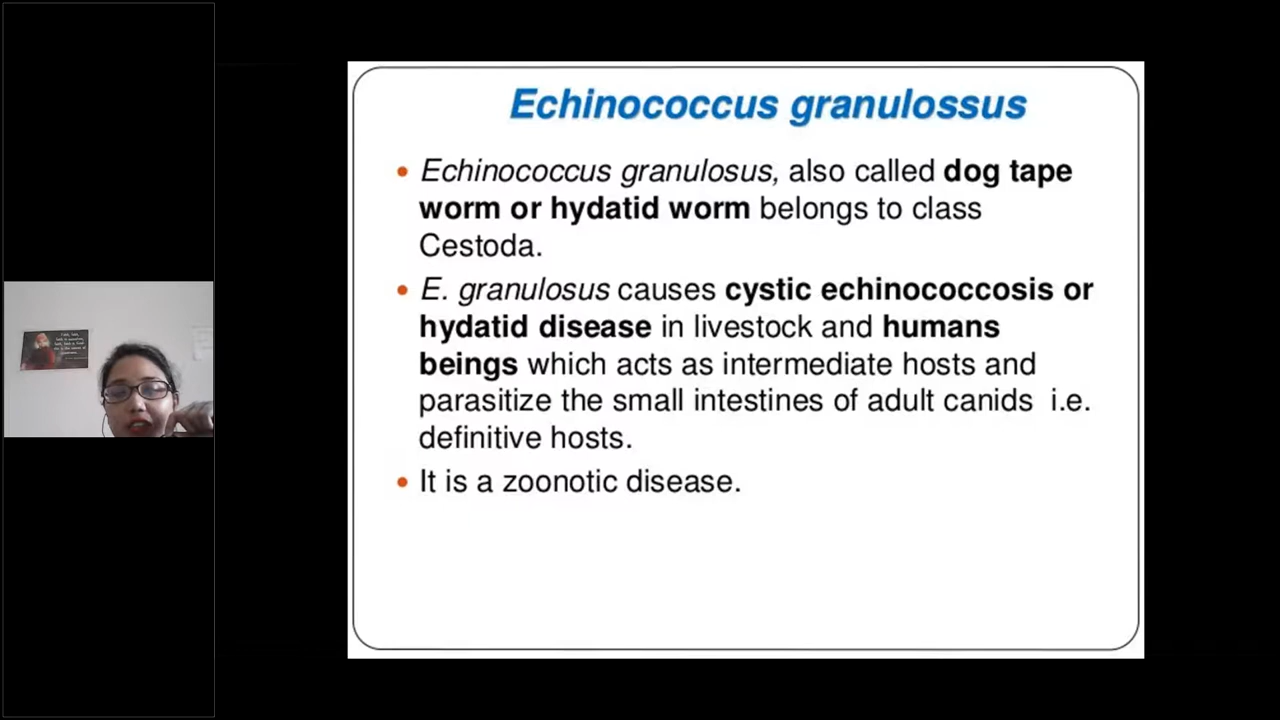 Echinococcus granulossus
• Echinococcus granulosus, also called dog tape
worm or hydatid worm belongs to class
Cestoda.
• E. granulosus causes cystic echinococcosis or
hydatid disease in livestock and humans
beings which acts as intermediate hosts and
parasitize the small intestines of adult canids i.e.
definitive hosts.
• It is a zoonotic disease.